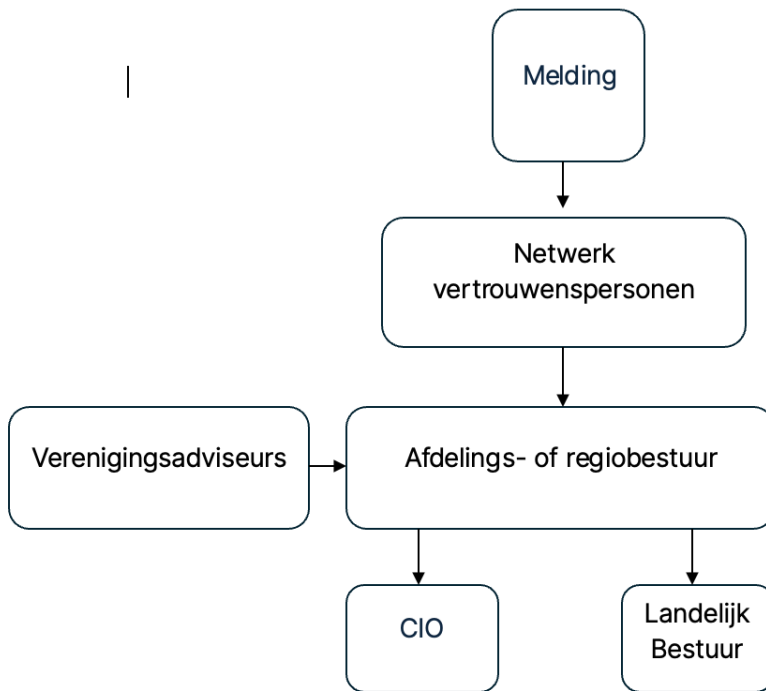 Melding
Netwerk
vertrouwenspersonen
Verenigingsadviseurs
Afdelings- of regiobestuur
CIO
Landelijk
Bestuur